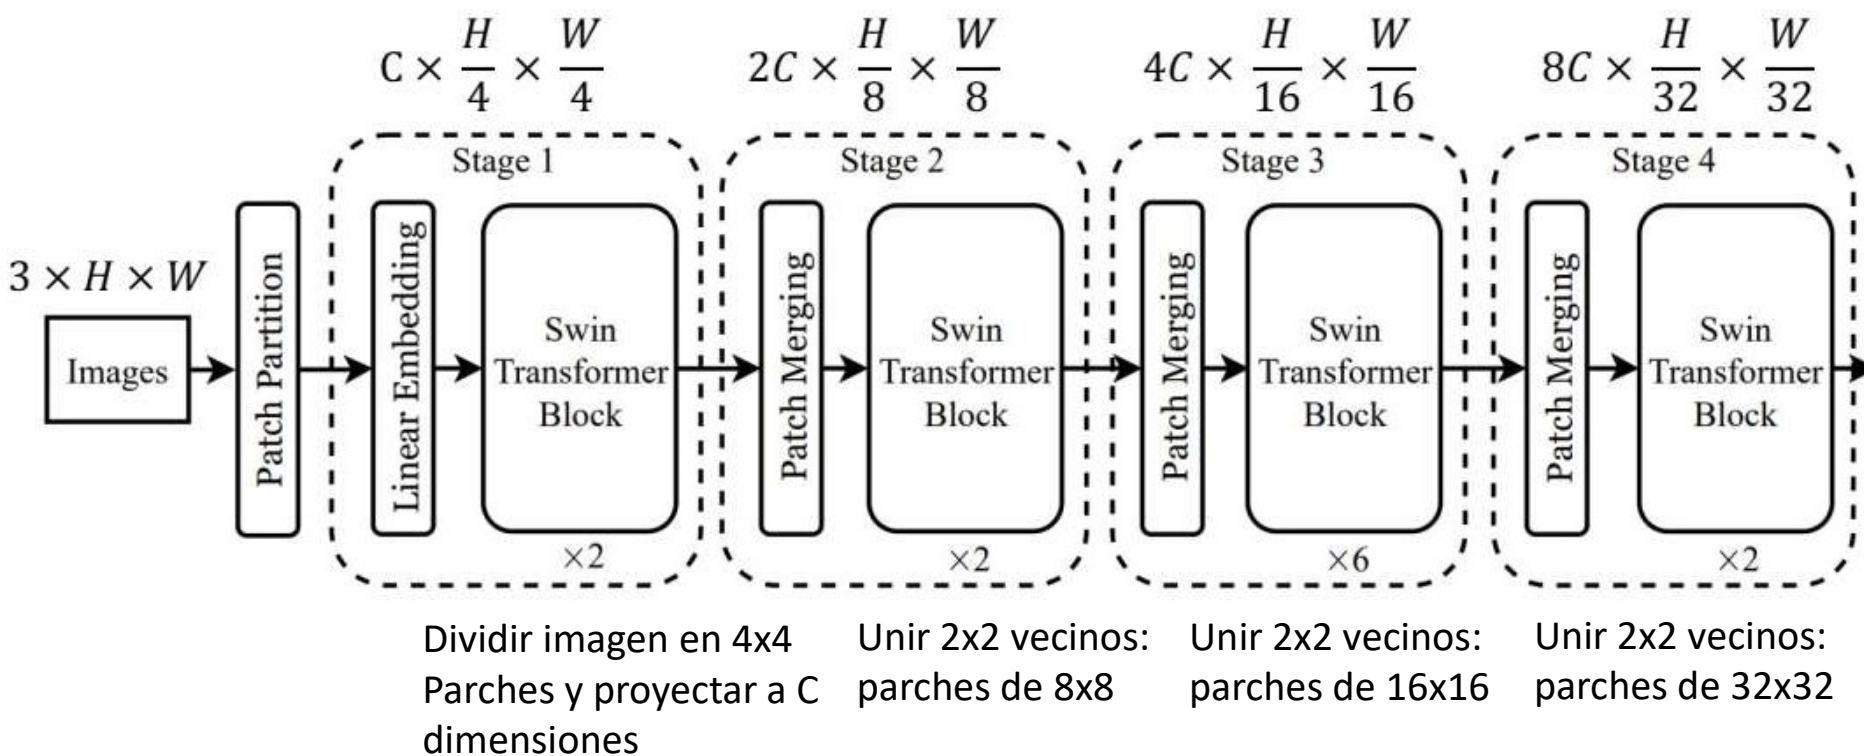 C × H/4 × W/4
2C × H/8 × W/8
4C × H/16 × W/16
8C × H/32 × W/32
Stage 1
Stage 2
Stage 3
Stage 4
3 × H × W
Images
Patch Partition
Linear Embedding
Swin
Transformer
Block
×2
Patch Merging
Swin
Transformer
Block
×2
Patch Merging
Swin
Transformer
Block
×6
Patch Merging
Swin
Transformer
Block
×2
Dividir imagen en 4x4
Parches y proyectar a C
dimensiones
Unir 2x2 vecinos:
parches de 8x8
Unir 2x2 vecinos:
parches de 16x16
Unir 2x2 vecinos:
parches de 32x32